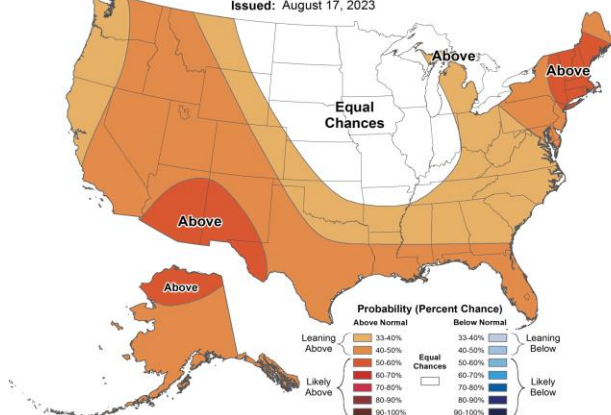 Issued: August 17, 2023
Above
Above
Equal
Chances
Above
Above
Probability (Percent Chance)
Above Normal
Below Normal
Leaning
Above
33-40%
40-50%
Likely
Above
50-60%
60-70%
70-80%
80-90%
90-100%
Equal
Chances
33-40%
40-50%
Leaning
Below
50-60%
60-70%
70-80%
80-90%
90-100%
Likely
Below